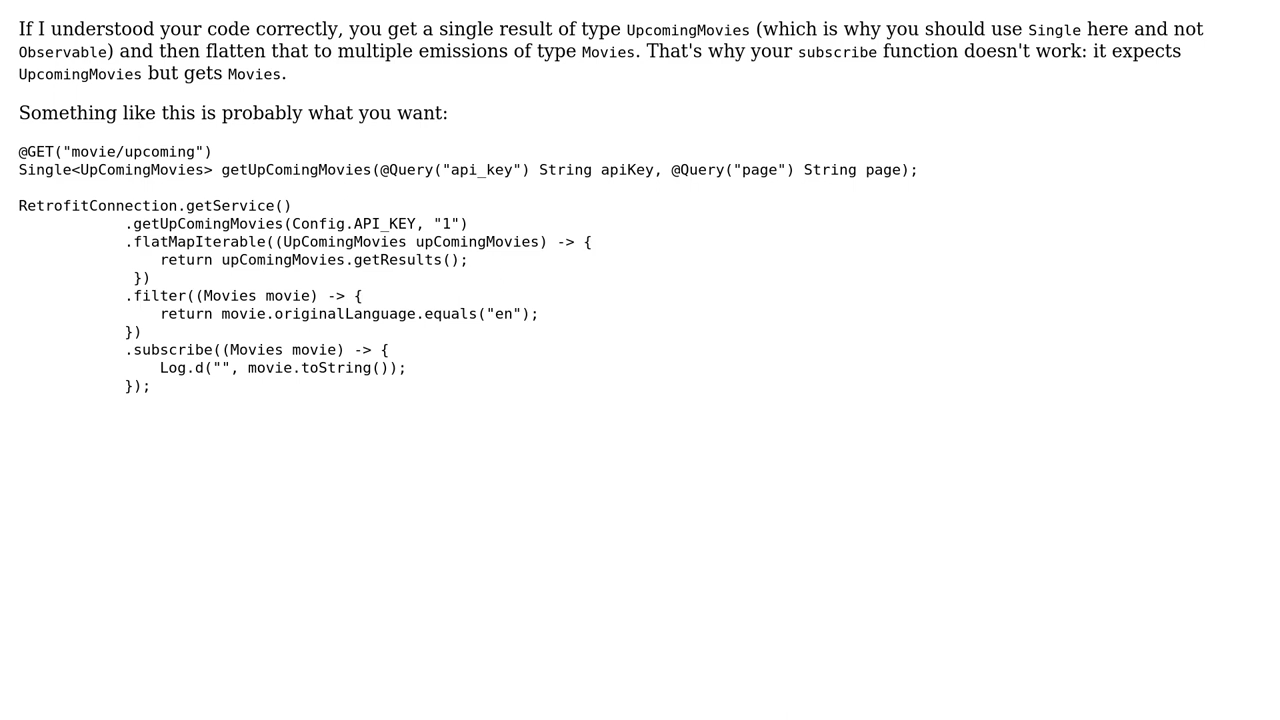 If I understood your code correctly, you get a single result of type UpcomingMovies (which is why you should use Single here and not
Observable) and then flatten that to multiple emissions of type Movies. That's why your subscribe function doesn't work: it expects
UpcomingMovies but gets Movies.
Something like this is probably what you want:
@GET("movie/upcoming")
Single<UpComingMovies> getUpComingMovies(@Query("api_key") String apiKey, @Query("page") String page);
RetrofitConnection.getService()
            .getUpComingMovies(Config.API_KEY, "1")
            .flatMapIterable((UpComingMovies upComingMovies) -> {
                return upComingMovies.getResults();
             })
            .filter((Movies movie) -> {
                return movie.originalLanguage.equals("en");
            })
            .subscribe((Movies movie) -> {
                Log.d("", movie.toString());
            });